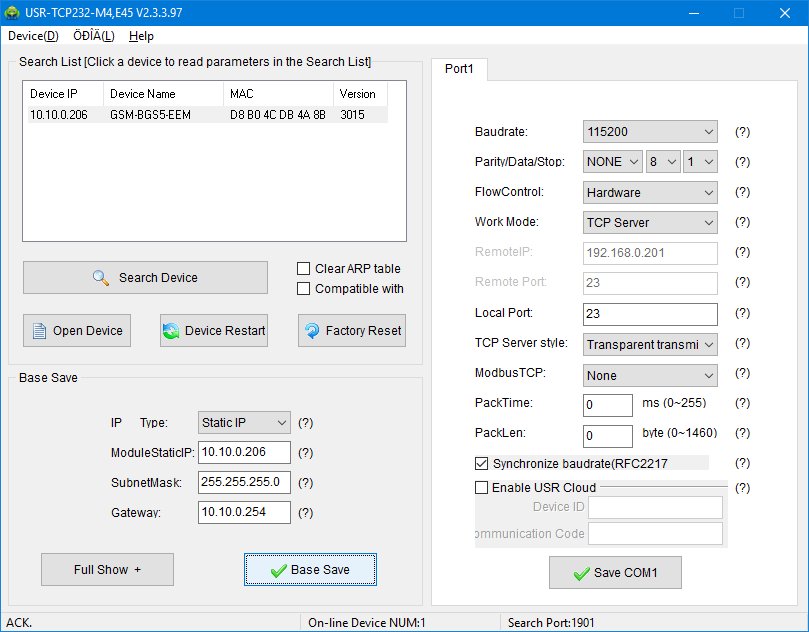 USR-TCP232-M4,E45 V2.3.3.97
Device(D) ÖÐÎÄ(L) Help
Search List [Click a device to read parameters in the Search List]
Device IP Device Name MAC Version
10.10.0.206 GSM-BGS5-EEM D8 B0 4C DB 4A 8B 3015
Search Device
Clear ARP table
Compatible with
Open Device
Device Restart
Factory Reset
Base Save
IP Type: Static IP (?)
ModuleStaticIP: 10.10.0.206 (?)
SubnetMask: 255.255.255.0 (?)
Gateway: 10.10.0.254 (?)
Full Show +
Base Save
Port1
Baudrate: 115200 (?)
Parity/Data/Stop: NONE 8 1 (?)
FlowControl: Hardware (?)
Work Mode: TCP Server (?)
RemoteIP: 192.168.0.201 (?)
Remote Port: 23 (?)
Local Port: 23 (?)
TCP Server style: Transparent transmi (?)
ModbusTCP: None (?)
PackTime: 0 ms (0~255) (?)
PackLen: 0 byte (0~1460) (?)
Synchronize baudrate(RFC2217 (?)
Enable USR Cloud (?)
Device ID
ommunication Code
Save COM1
ACK.
On-line Device NUM:1
Search Port:1901